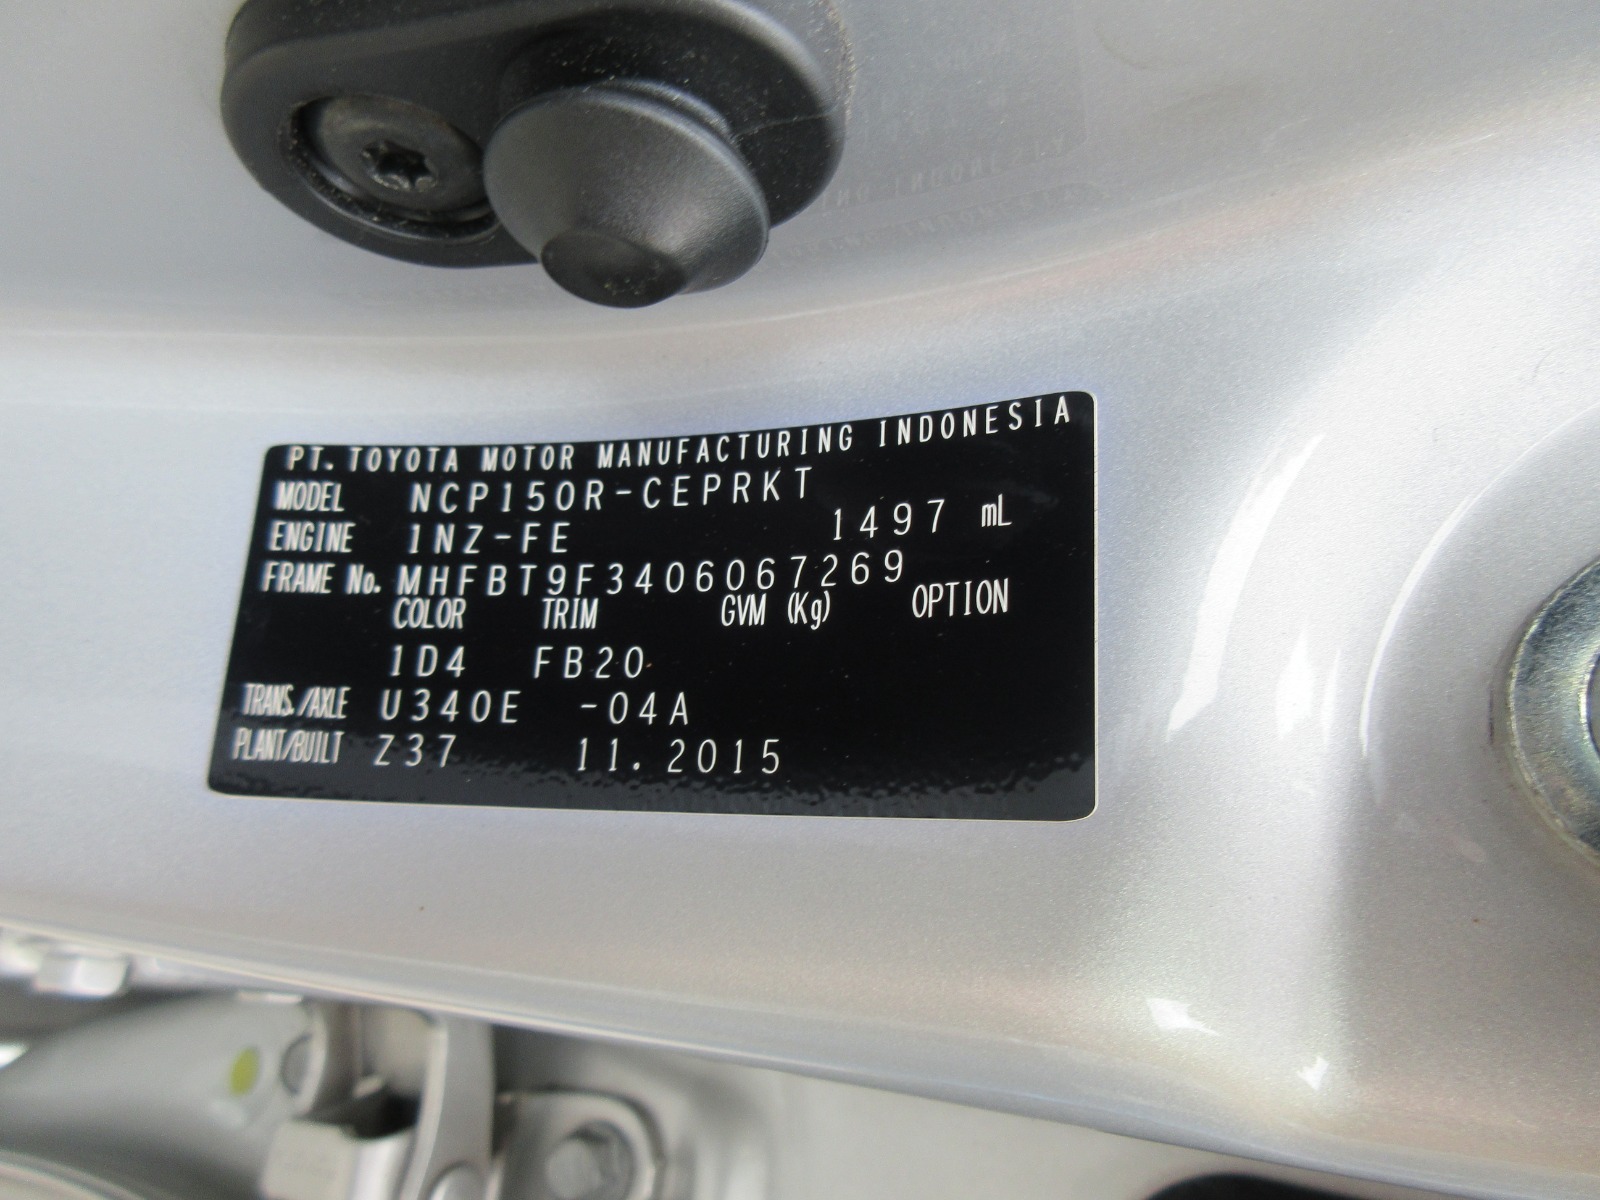 PT. TOYOTA MOTOR MANUFACTURING INDONESIA
MODEL NCP150R-CEPRKT
ENGINE 1NZ-FE 1497 mL
FRAME No. MHFBT9F3406067269
COLOR TRIM GVM (Kg) OPTION
1D4 FB20
TRANS./AXLE U340E -04A
PLANT/BUILT Z37 11.2015